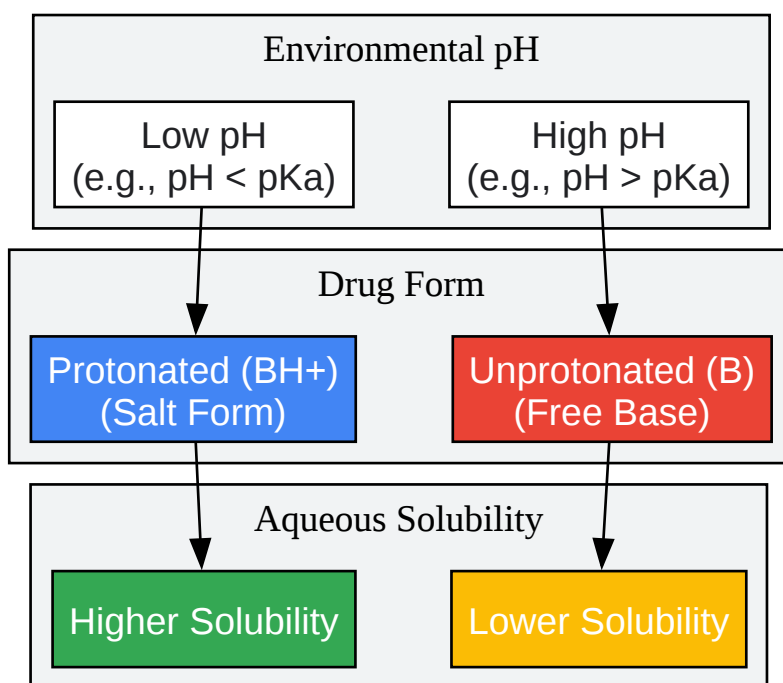 Environmental pH
Low pH
(e.g., pH < pKa)
High pH
(e.g., pH > pKa)
Drug Form
Protonated (BH+)
(Salt Form)
Unprotonated (B)
(Free Base)
Aqueous Solubility
Higher Solubility
Lower Solubility